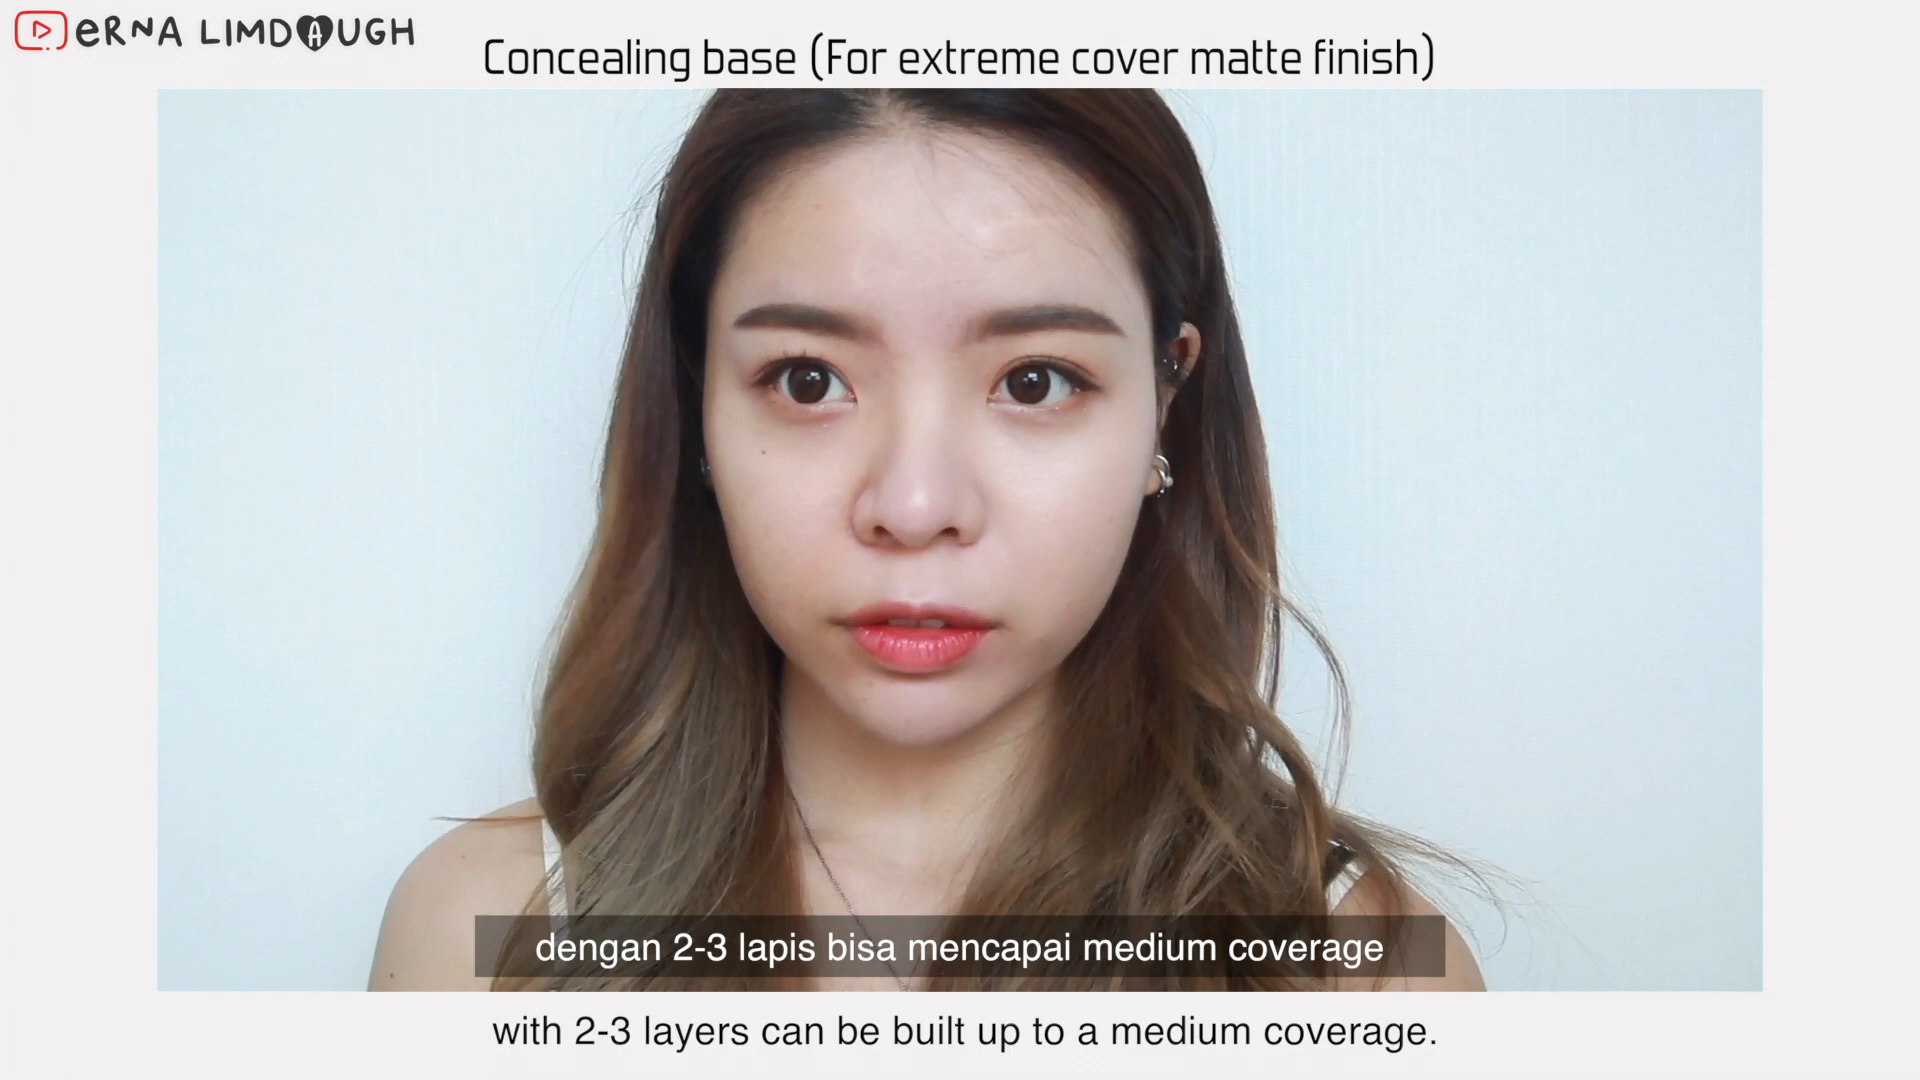 eRNA LIMDAUGH
Concealing base (For extreme cover matte finish)
dengan 2-3 lapis bisa mencapai medium coverage
with 2-3 layers can be built up to a medium coverage.